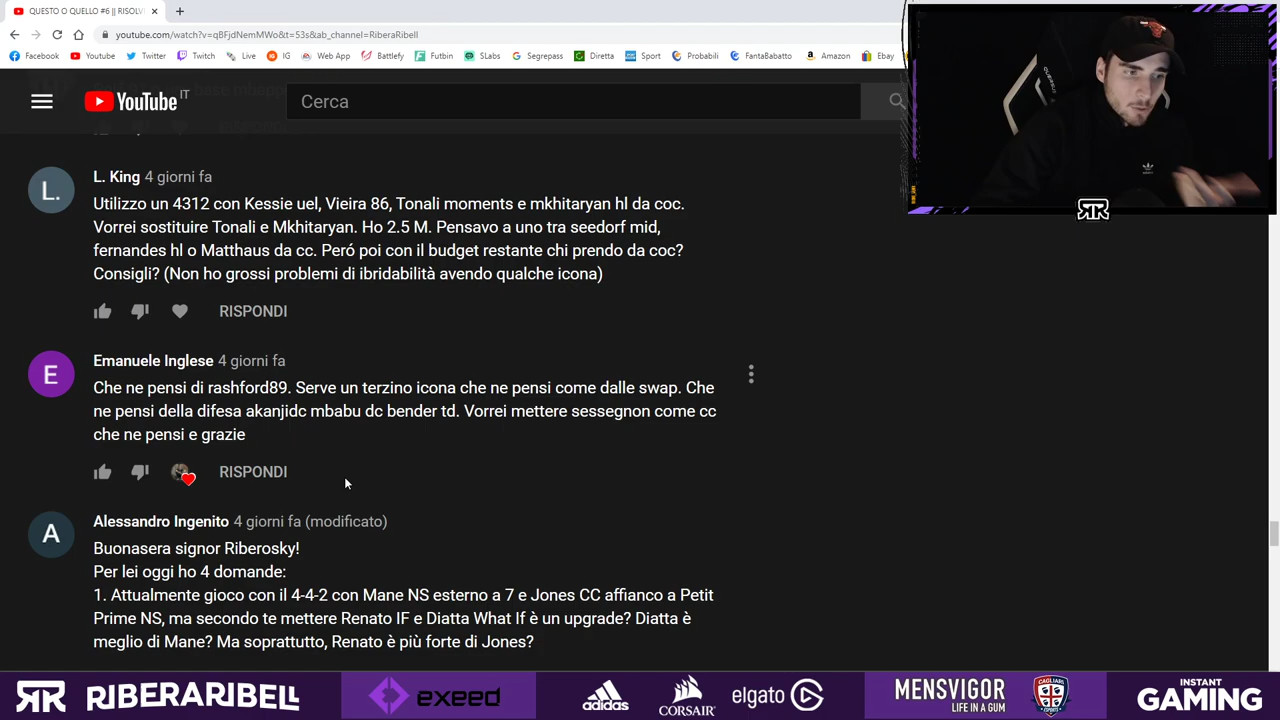 QUESTO O QUELLO #6 || RISOLV
youtube.com/watch?v=qBFjdNemMWo&t=53s&ab_channel=RiberaRibell
Facebook Youtube Twitch Live IG Web App Battlefy Futbin SLabs Segrepass Diretta Sport Probabili FantaBabatto Amazon Ebay
YouTube IT
Cerca
L. King 4 giorni fa
L.
Utilizzo un 4312 con Kessie uel, Vieira 86, Tonali moments e mkhitaryan hl da coc.
Vorrei sostituire Tonali e Mkhitaryan. Ho 2.5 M. Pensavo a uno tra seedorf mid,
fernandes hl o Matthaus da cc. Peró poi con il budget restante chi prendo da coc?
Consigli? (Non ho grossi problemi di ibridabilità avendo qualche icona)
RISPONDI
Emanuele Inglese 4 giorni fa
E
Che ne pensi di rashford89. Serve un terzino icona che ne pensi come dalle swap. Che
ne pensi della difesa akanjidc mbabu dc bender td. Vorrei mettere sessegnon come cc
che ne pensi e grazie
RISPONDI
Alessandro Ingenito 4 giorni fa (modificato)
A
Buonasera signor Riberosky!
Per lei oggi ho 4 domande:
1. Attualmente gioco con il 4-4-2 con Mane NS esterno a 7 e Jones CC affianco a Petit
Prime NS, ma secondo te mettere Renato IF e Diatta What If è un upgrade? Diatta è
meglio di Mane? Ma soprattutto, Renato è più forte di Jones?
RR RIBERARIBELL exeed adidas CORSAIR elgato MENSVIGOR LIFE IN A GUM CAGLIARI INSTANT GAMING